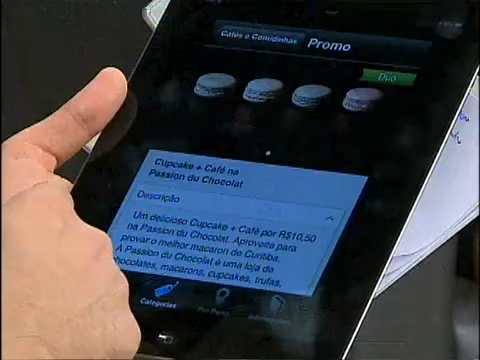 Cafés e Comidinhas
Promo
Duo
Cupcake + Café na
Passion du Chocolat
Descrição
Um delicioso Cupcake + Café por R$10,50
na Passion du Chocolat. Aproveite para
provar o melhor macaron de Curitiba.
A Passion du Chocolat é uma loja de
chocolates, macarons, cupcakes, trufas,
Categorias
Por Perto